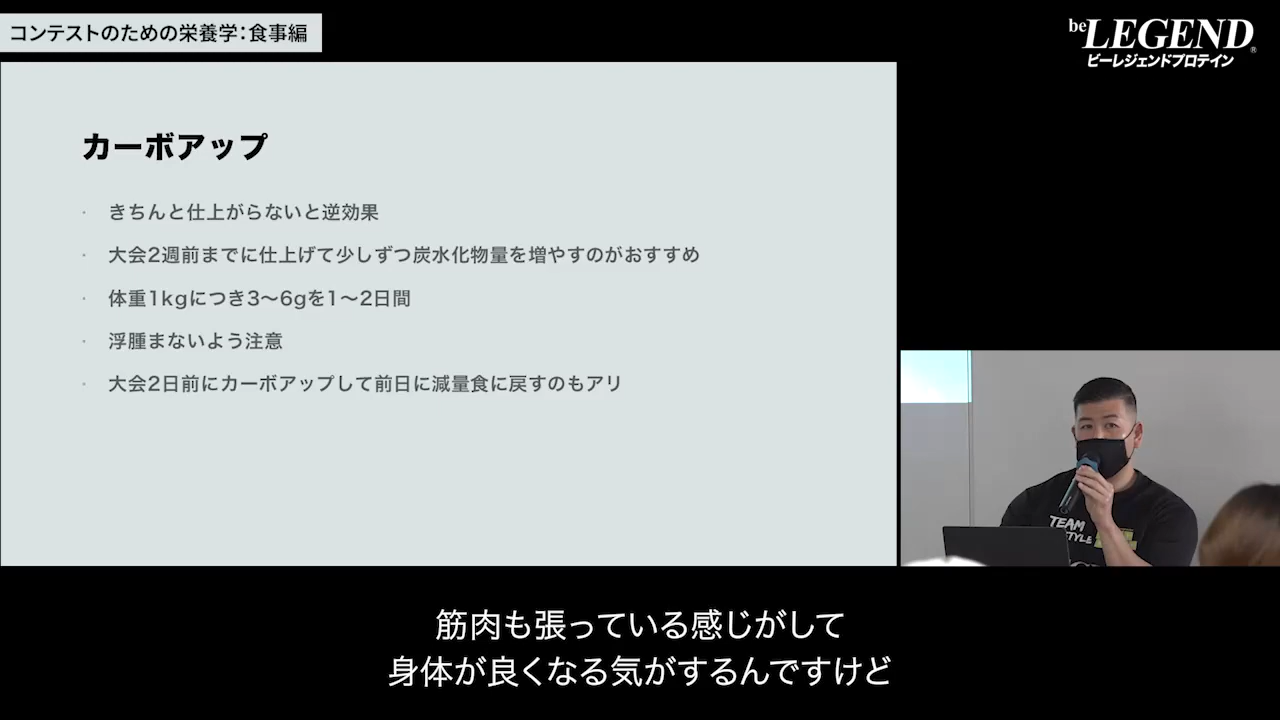 コンテストのための栄養学：食事編
be LEGEND®
ビーレジェンドプロテイン
カーボアップ
・ きちんと仕上がらないと逆効果
・ 大会2週前までに仕上げて少しずつ炭水化物量を増やすのがおすすめ
・ 体重1kgにつき3〜6gを1〜2日間
・ 浮腫まないよう注意
・ 大会2日前にカーボアップして前日に減量食に戻すのもアリ
TEAM
筋肉も張っている感じがして
身体が良くなる気がするんですけど